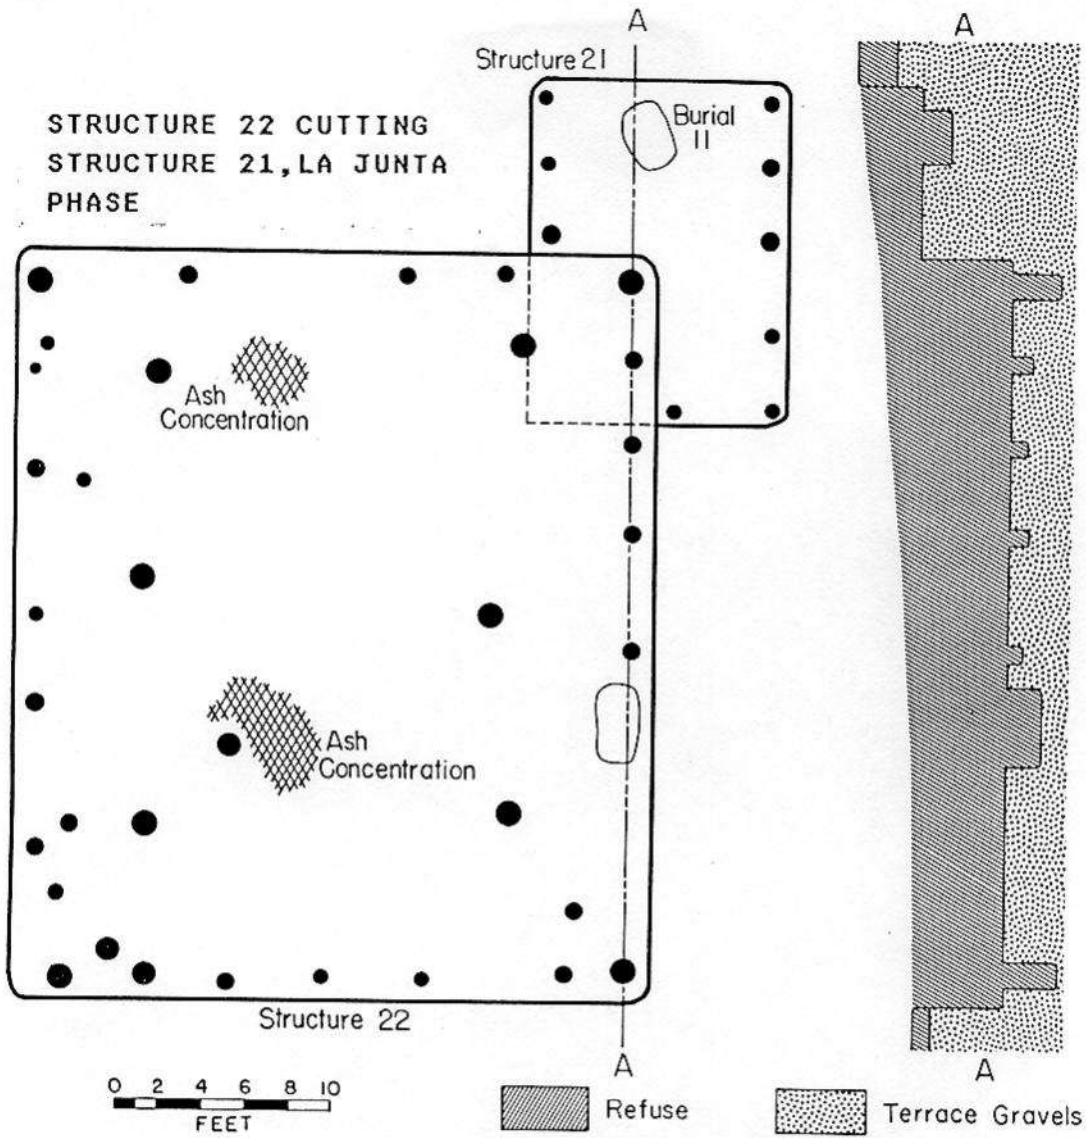 A
A
Structure 21
STRUCTURE 22 CUTTING
STRUCTURE 21, LA JUNTA
PHASE
Burial
11
Ash
Concentration
Ash
Concentration
Structure 22
A
A
0 2 4 6 8 10
FEET
Refuse
Terrace Gravels